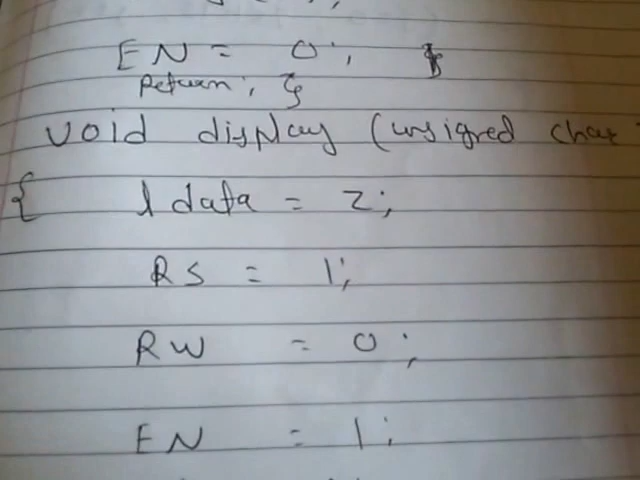 EN = 0;
Return; }
void display (unsigned char
{ ldata = z;
RS = 1;
RW = 0;
EN = 1;